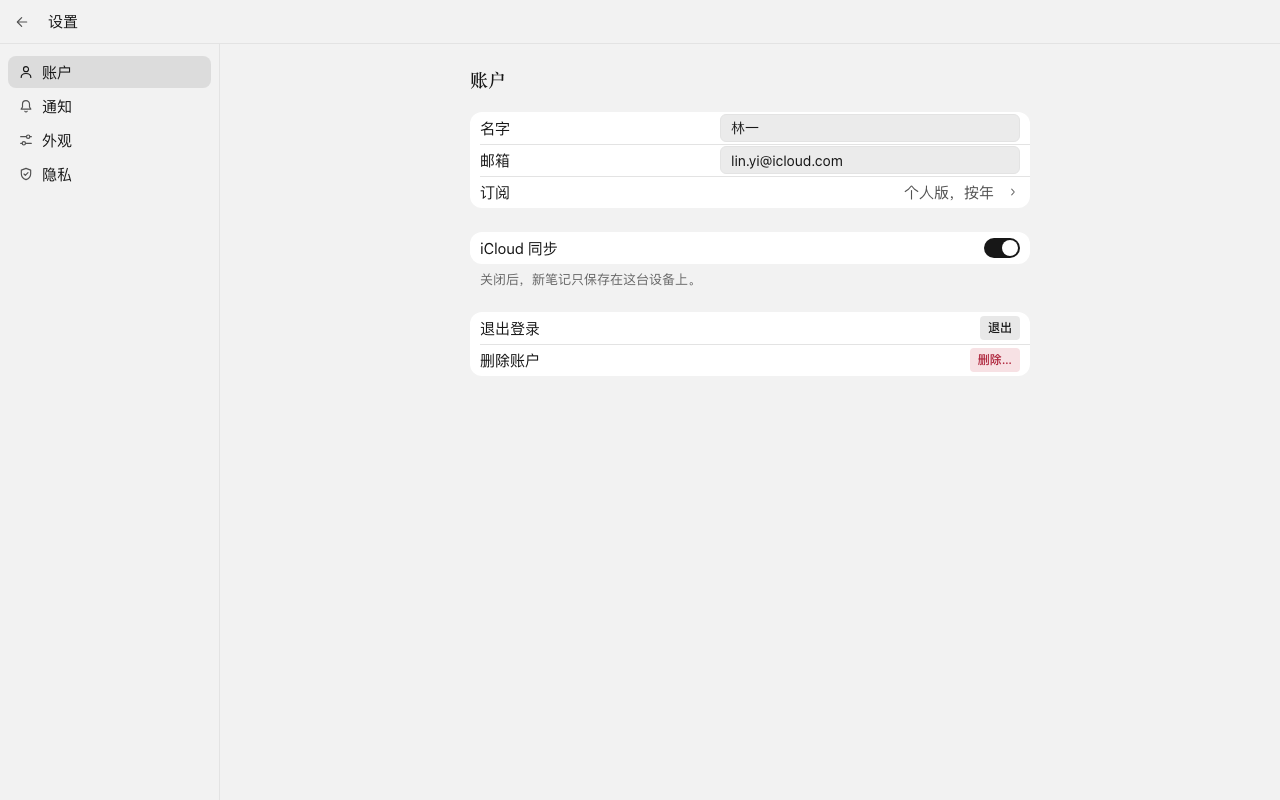 设置
账户
通知
外观
隐私
账户
名字 林一
邮箱 lin.yi@icloud.com
订阅 个人版，按年
iCloud 同步
关闭后，新笔记只保存在这台设备上。
退出登录 退出
删除账户 删除...